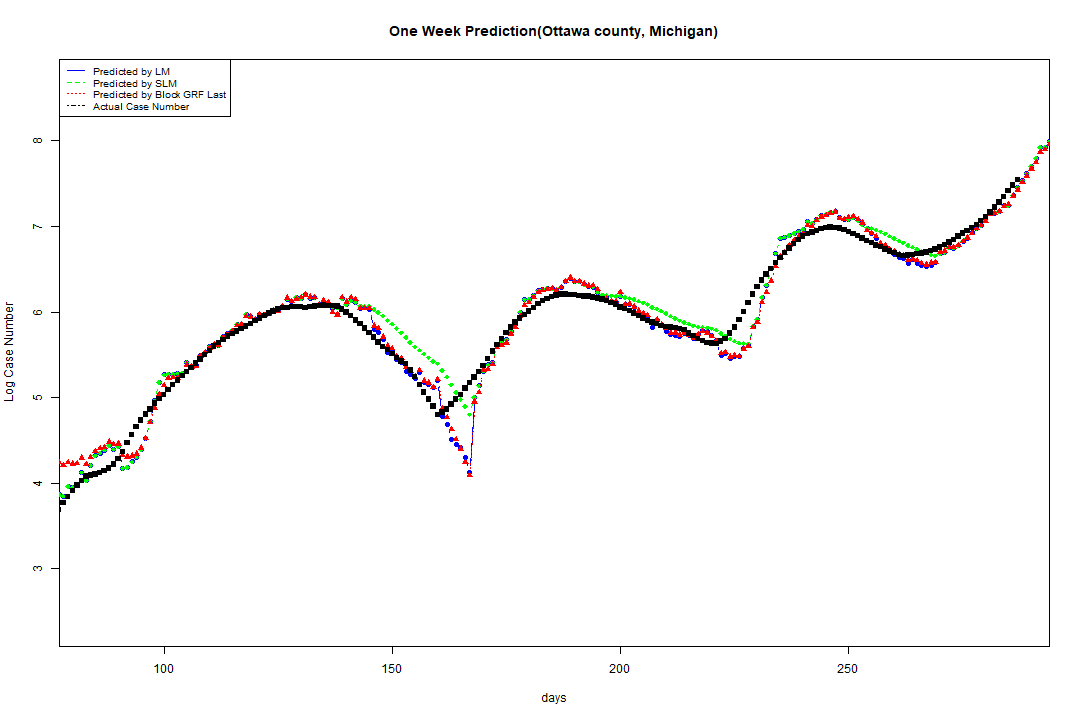 One Week Prediction(Ottawa county, Michigan)
Predicted by LM
Predicted by SLM
Predicted by Block GRF Last
Actual Case Number
8
7
6
5
4
3
Log Case Number
100 150 200 250
days